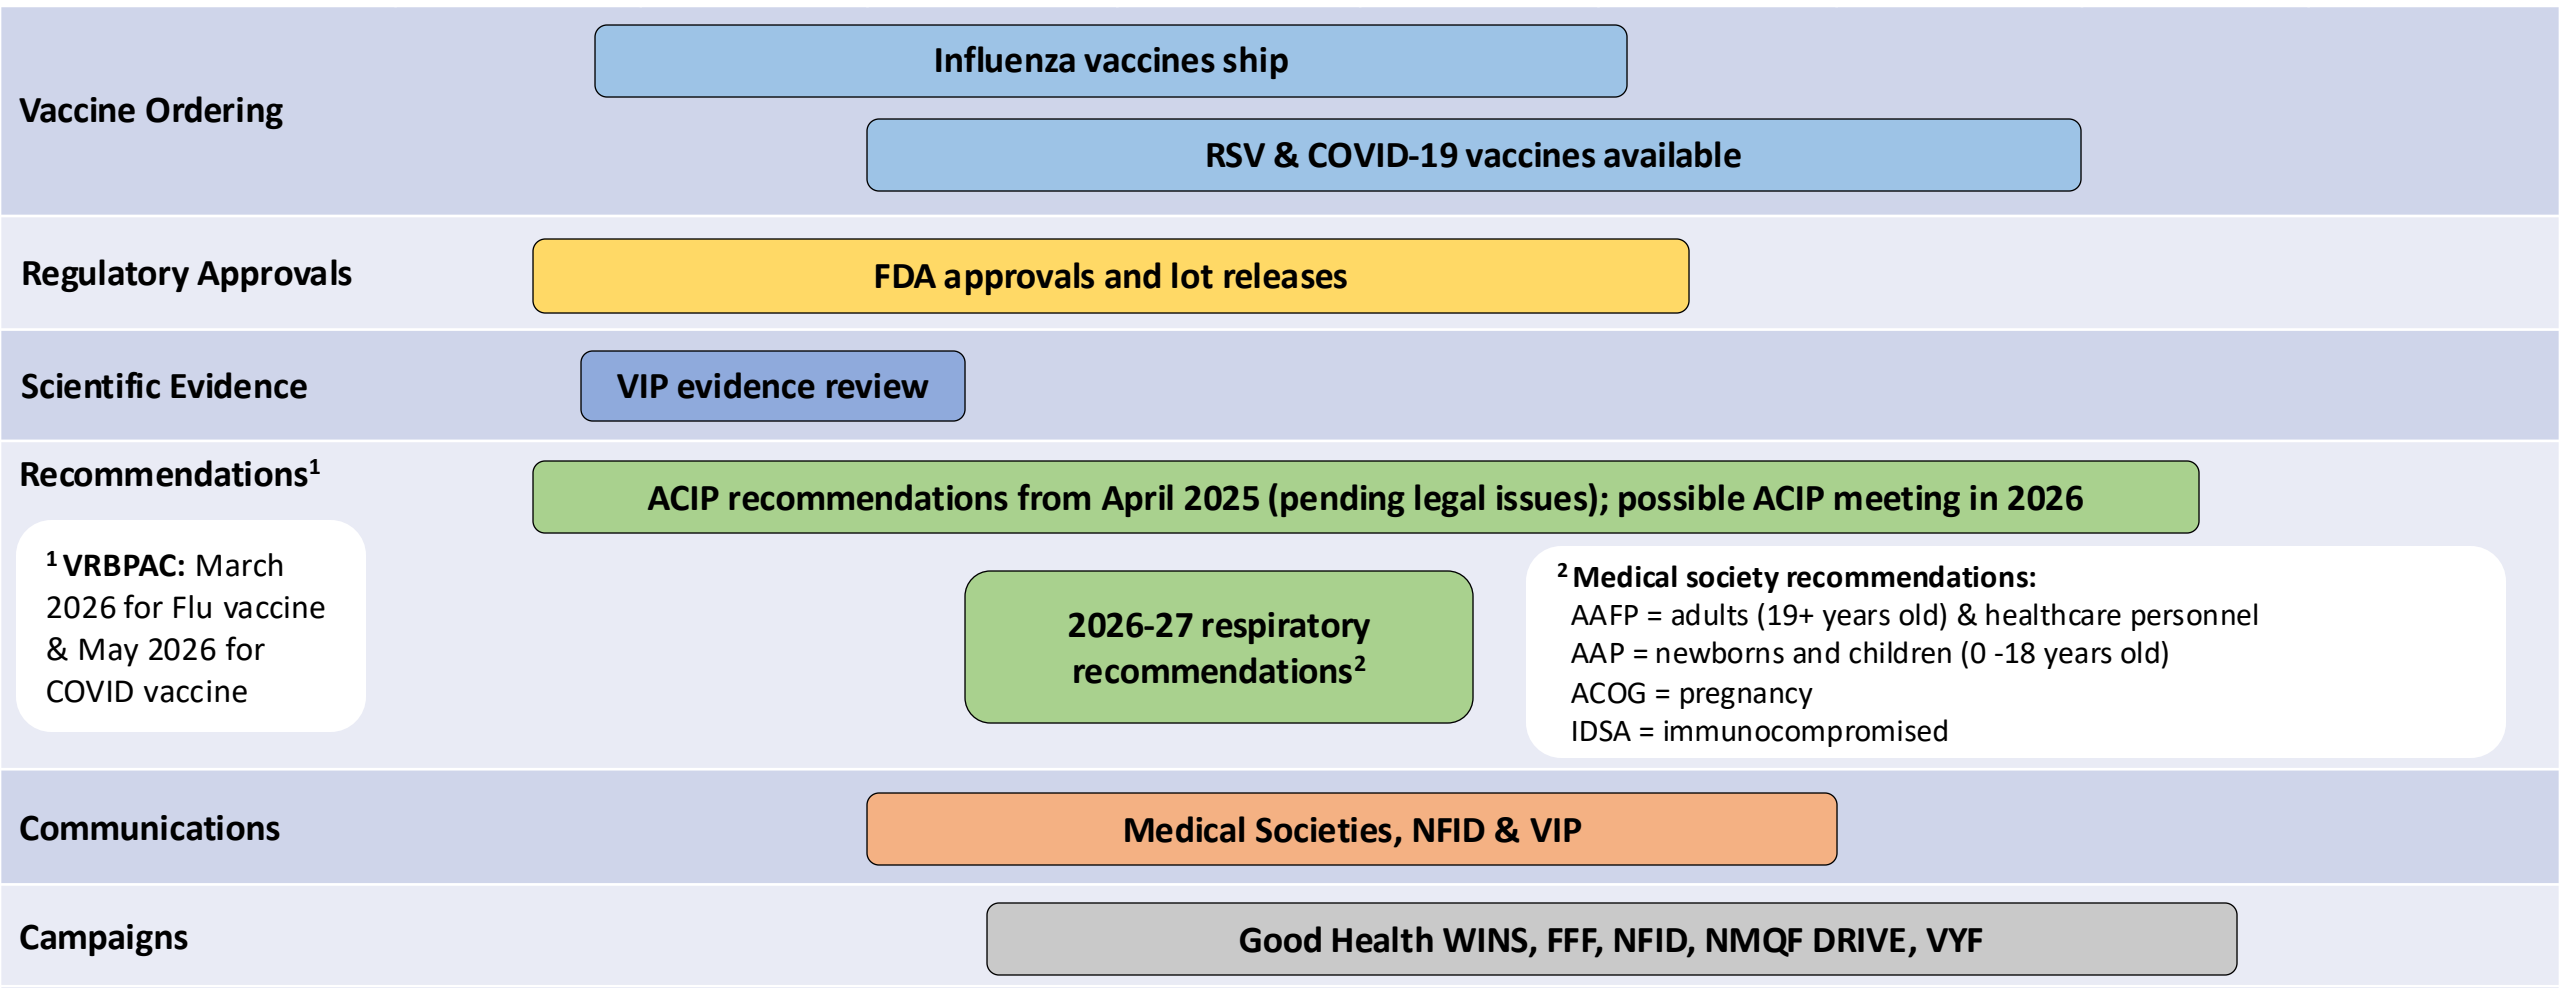 Vaccine Ordering
Influenza vaccines ship
RSV & COVID-19 vaccines available
Regulatory Approvals
FDA approvals and lot releases
Scientific Evidence
VIP evidence review
Recommendations¹
ACIP recommendations from April 2025 (pending legal issues); possible ACIP meeting in 2026
¹ VRBPAC: March
2026 for Flu vaccine
& May 2026 for
COVID vaccine
2026-27 respiratory
recommendations²
² Medical society recommendations:
AAFP = adults (19+ years old) & healthcare personnel
AAP = newborns and children (0 -18 years old)
ACOG = pregnancy
IDSA = immunocompromised
Communications
Medical Societies, NFID & VIP
Campaigns
Good Health WINS, FFF, NFID, NMQF DRIVE, VYF